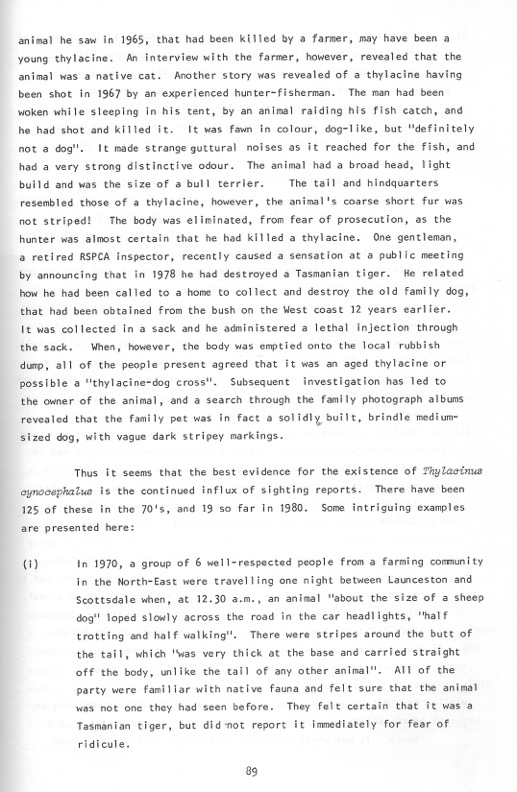 animal he saw in 1965, that had been killed by a farmer, may have been a
young thylacine. An interview with the farmer, however, revealed that the
animal was a native cat. Another story was revealed of a thylacine having
been shot in 1967 by an experienced hunter-fisherman. The man had been
woken while sleeping in his tent, by an animal raiding his fish catch, and
he had shot and killed it. It was fawn in colour, dog-like, but "definitely
not a dog". It made strange guttural noises as it reached for the fish, and
had a very strong distinctive odour. The animal had a broad head, light
build and was the size of a bull terrier. The tail and hindquarters
resembled those of a thylacine, however, the animal's coarse short fur was
not striped! The body was eliminated, from fear of prosecution, as the
hunter was almost certain that he had killed a thylacine. One gentleman,
a retired RSPCA inspector, recently caused a sensation at a public meeting
by announcing that in 1978 he had destroyed a Tasmanian tiger. He related
how he had been called to a home to collect and destroy the old family dog,
that had been obtained from the bush on the West coast 12 years earlier.
It was collected in a sack and he administered a lethal injection through
the sack. When, however, the body was emptied onto the local rubbish
dump, all of the people present agreed that it was an aged thylacine or
possible a "thylacine-dog cross". Subsequent investigation has led to
the owner of the animal, and a search through the family photograph albums
revealed that the family pet was in fact a solidly built, brindle medium-
sized dog, with vague dark stripey markings.
Thus it seems that the best evidence for the existence of Thylacinus
cynocephalus is the continued influx of sighting reports. There have been
125 of these in the 70's, and 19 so far in 1980. Some intriguing examples
are presented here:
(i) In 1970, a group of 6 well-respected people from a farming community
in the North-East were travelling one night between Launceston and
Scottsdale when, at 12.30 a.m., an animal "about the size of a sheep
dog" loped slowly across the road in the car headlights, "half
trotting and half walking". There were stripes around the butt of
the tail, which "was very thick at the base and carried straight
off the body, unlike the tail of any other animal". All of the
party were familiar with native fauna and felt sure that the animal
was not one they had seen before. They felt certain that it was a
Tasmanian tiger, but did not report it immediately for fear of
ridicule.
89